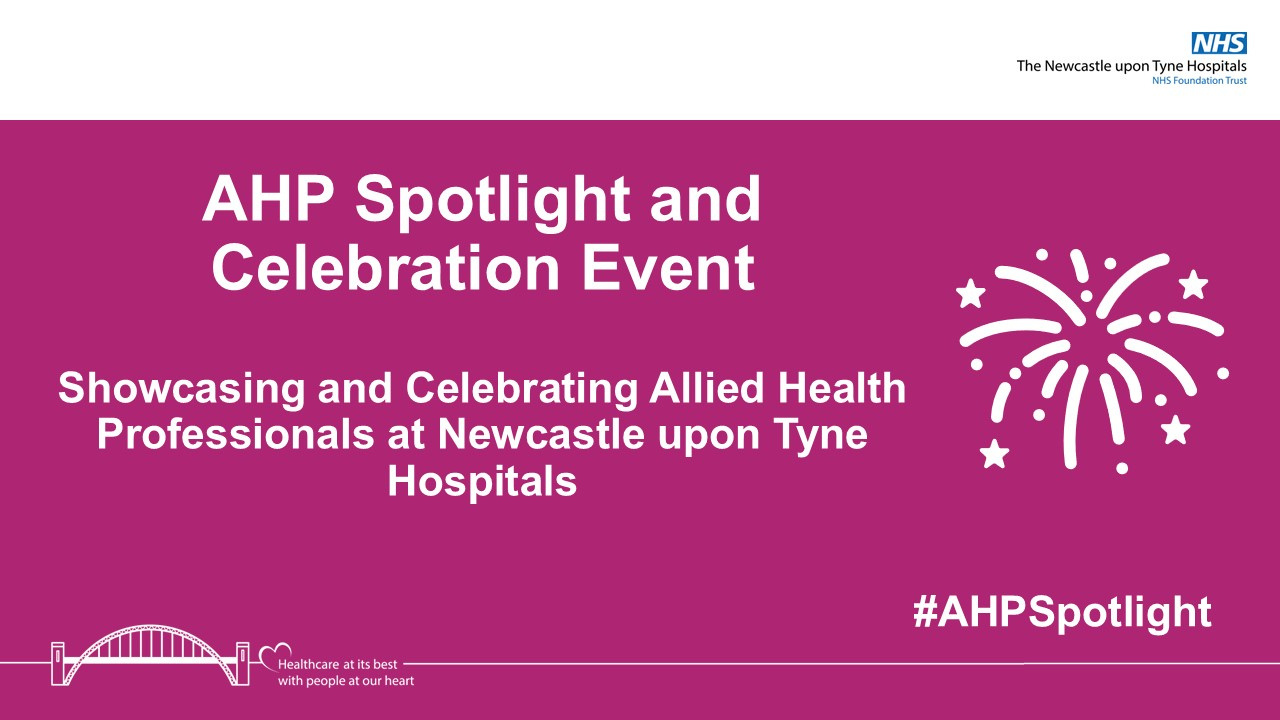 NHS
The Newcastle upon Tyne Hospitals
NHS Foundation Trust
AHP Spotlight and
Celebration Event
Showcasing and Celebrating Allied Health
Professionals at Newcastle upon Tyne
Hospitals
#AHPSpotlight
Healthcare at its best
with people at our heart